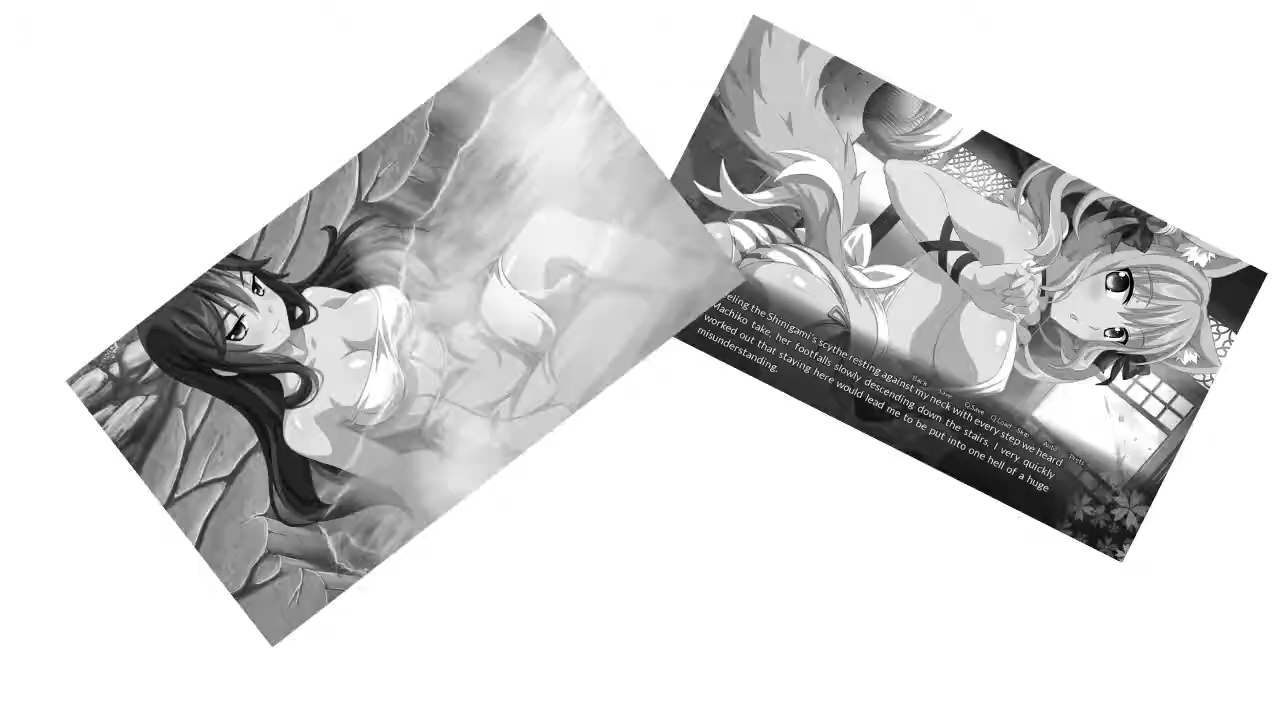 eling the Shinigami's scythe resting against my neck with every step we heard
Machiko take, her footfalls slowly descending down the stairs, I very quickly
worked out that staying here would lead me to be put into one hell of a huge
misunderstanding.
Back Save Q.Save Q.Load Skip Auto Prefs